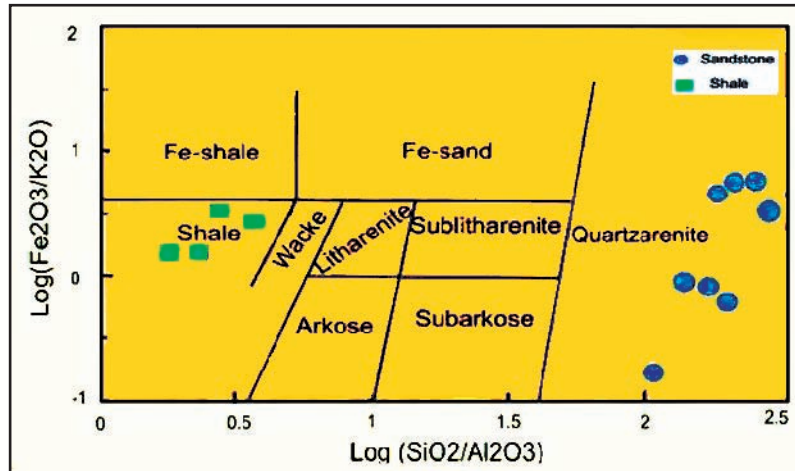 2
Sandstone
Shale
1
Fe-shale
Fe-sand
Shale
Wacke
Litharenite
Sublitharenite
Quartzarenite
0
Arkose
Subarkose
-1
0
0.5
1
1.5
2
2.5
Log(Fe2O3/K2O)
Log (SiO2/Al2O3)